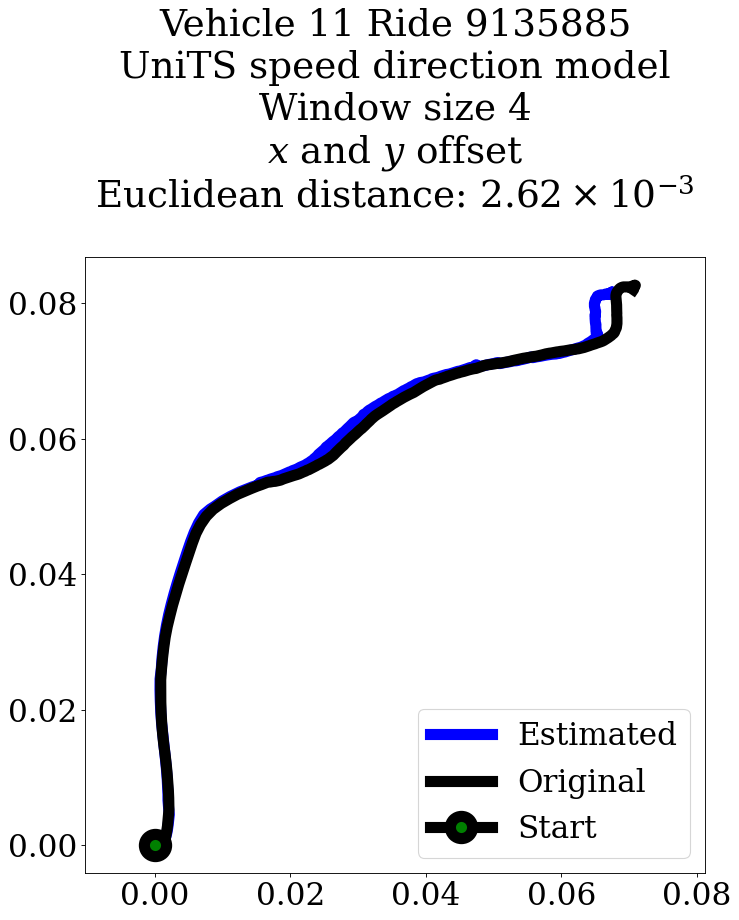 Vehicle 11 Ride 9135885
UniTS speed direction model
Window size 4
x and y offset
Euclidean distance: 2.62 × 10⁻³
0.08
0.06
0.04
0.02
0.00
Estimated
Original
Start
0.00 0.02 0.04 0.06 0.08